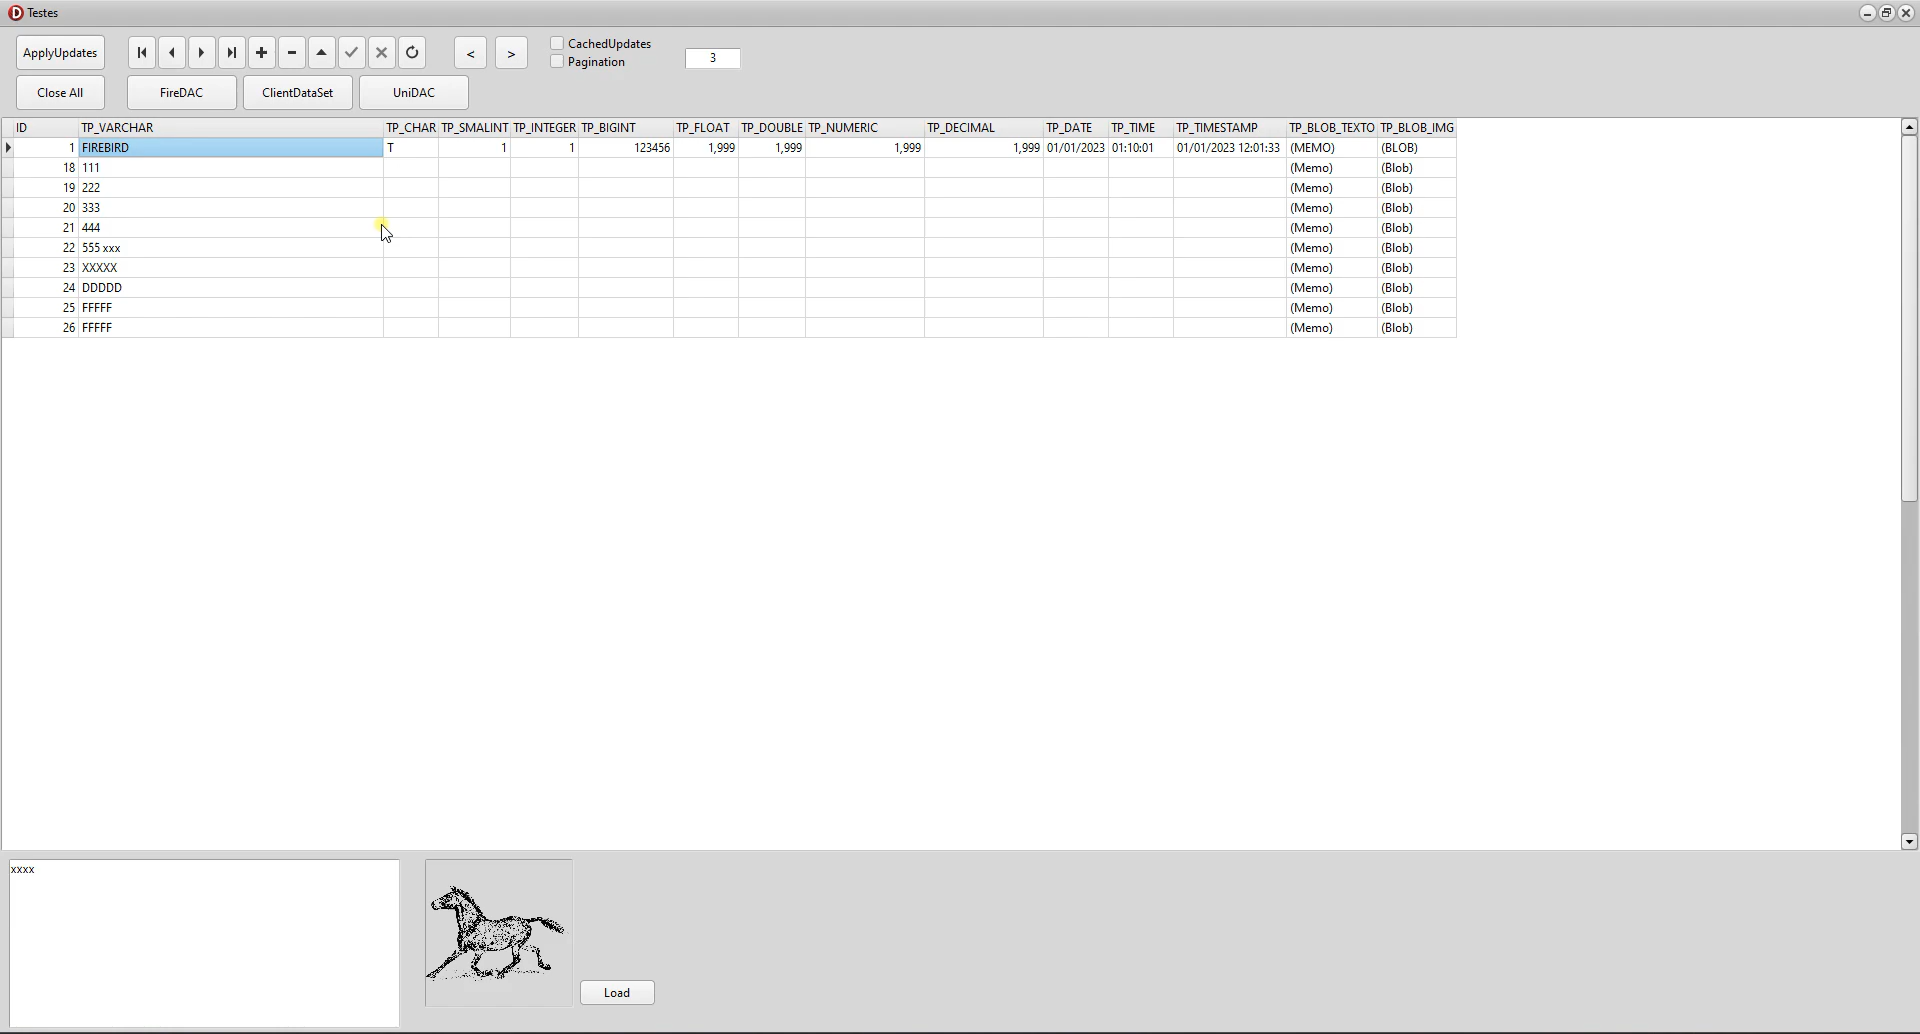 Testes
ApplyUpdates < > CachedUpdates
Pagination 3
Close All FireDAC ClientDataSet UniDAC
ID TP_VARCHAR TP_CHAR TP_SMALINT TP_INTEGER TP_BIGINT TP_FLOAT TP_DOUBLE TP_NUMERIC TP_DECIMAL TP_DATE TP_TIME TP_TIMESTAMP TP_BLOB_TEXTO TP_BLOB_IMG
1 FIREBIRD T 1 1 123456 1,999 1,999 1,999 1,999 01/01/2023 01:10:01 01/01/2023 12:01:33 (MEMO) (BLOB)
18 111 (Memo) (Blob)
19 222 (Memo) (Blob)
20 333 (Memo) (Blob)
21 444 (Memo) (Blob)
22 555 xxx (Memo) (Blob)
23 XXXXX (Memo) (Blob)
24 DDDDD (Memo) (Blob)
25 FFFFF (Memo) (Blob)
26 FFFFF (Memo) (Blob)
xxxx
Load